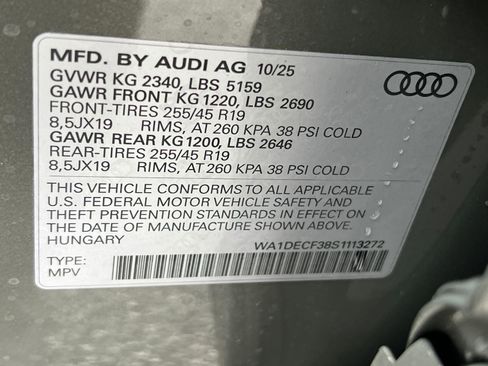 MFD. BY AUDI AG 10/25
GVWR KG 2340, LBS 5159
GAWR FRONT KG 1220, LBS 2690
FRONT-TIRES 255/45 R19
8,5JX19 RIMS, AT 260 KPA 38 PSI COLD
GAWR REAR KG 1200, LBS 2646
REAR-TIRES 255/45 R19
8,5JX19 RIMS, AT 260 KPA 38 PSI COLD
THIS VEHICLE CONFORMS TO ALL APPLICABLE
U.S. FEDERAL MOTOR VEHICLE SAFETY AND
THEFT PREVENTION STANDARDS IN EFFECT ON
THE DATE OF MANUFACTURE SHOWN ABOVE.
HUNGARY
WA1DECF38S1113272
TYPE:
MPV